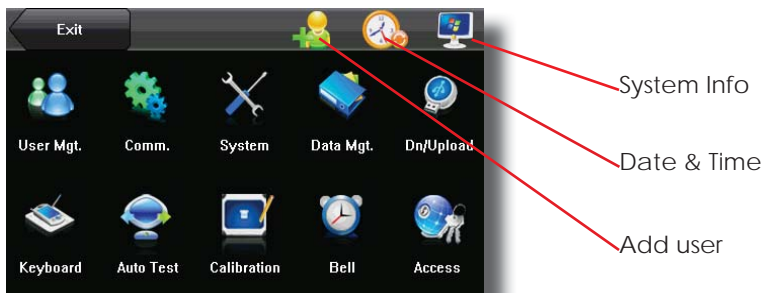 Exit
System Info
User Mgt. Comm. System Data Mgt. Dn/Upload
Date & Time
Add user
Keyboard Auto Test Calibration Bell Access